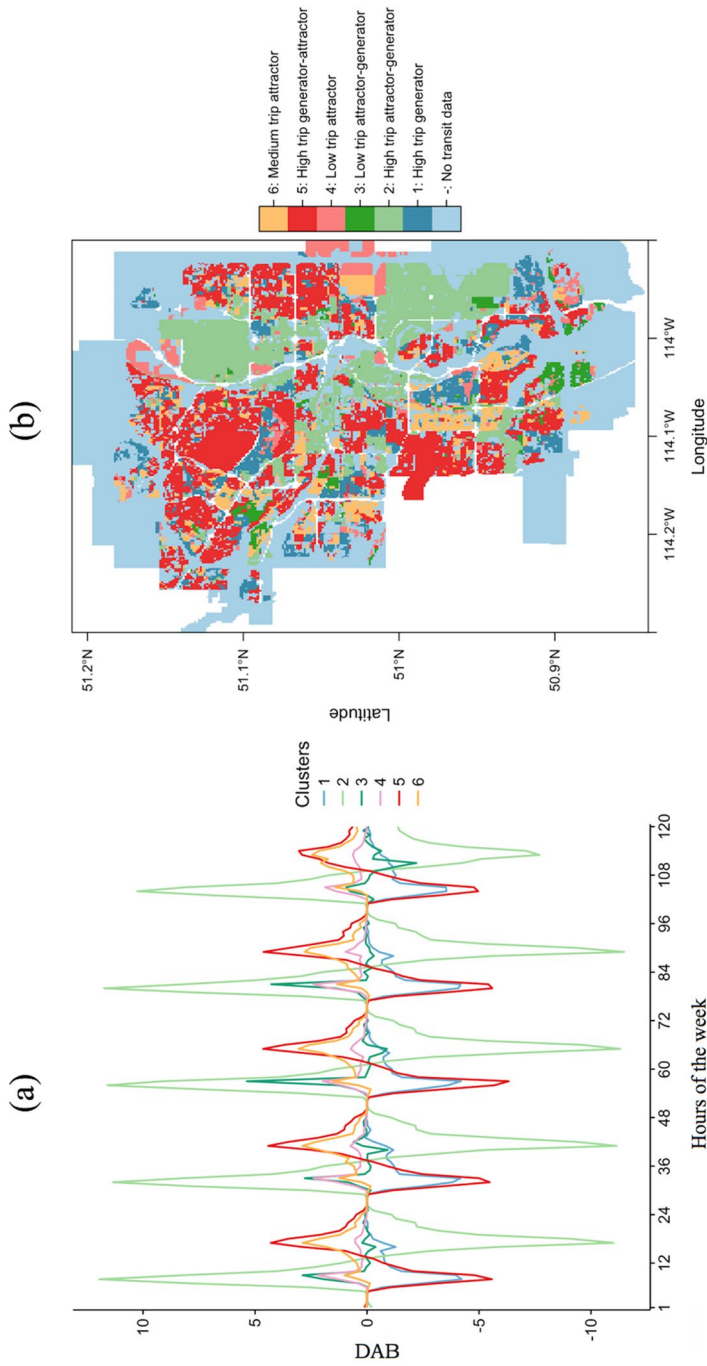 (a)
10
5
0
-5
-10
DAB
1
12
24
36
48
60
72
84
96
108
120
Hours of the week
Clusters
1
2
3
4
5
6
(b)
51.2°N
51.1°N
51°N
50.9°N
Latitude
114.2°W
114.1°W
114°W
Longitude
6: Medium trip attractor
5: High trip generator-attractor
4: Low trip attractor
3: Low trip attractor-generator
2: High trip attractor-generator
1: High trip generator
-: No transit data